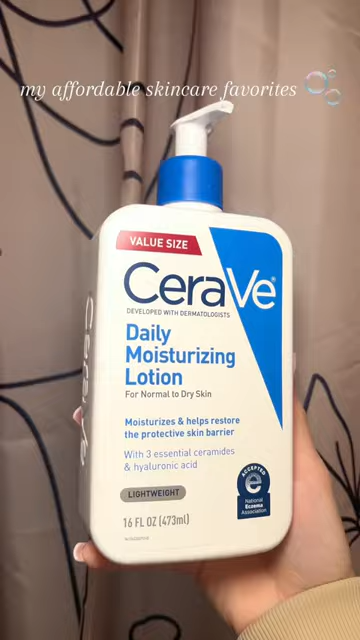 my affordable skincare favorites
VALUE SIZE
CeraVe®
DEVELOPED WITH DERMATOLOGISTS
Daily
Moisturizing
Lotion
For Normal to Dry Skin
Moisturizes & helps restore
the protective skin barrier
With 3 essential ceramides
& hyaluronic acid
LIGHTWEIGHT
16 FL OZ (473ml)
ACCEPTED
e
National
Eczema
Association
CeraVe